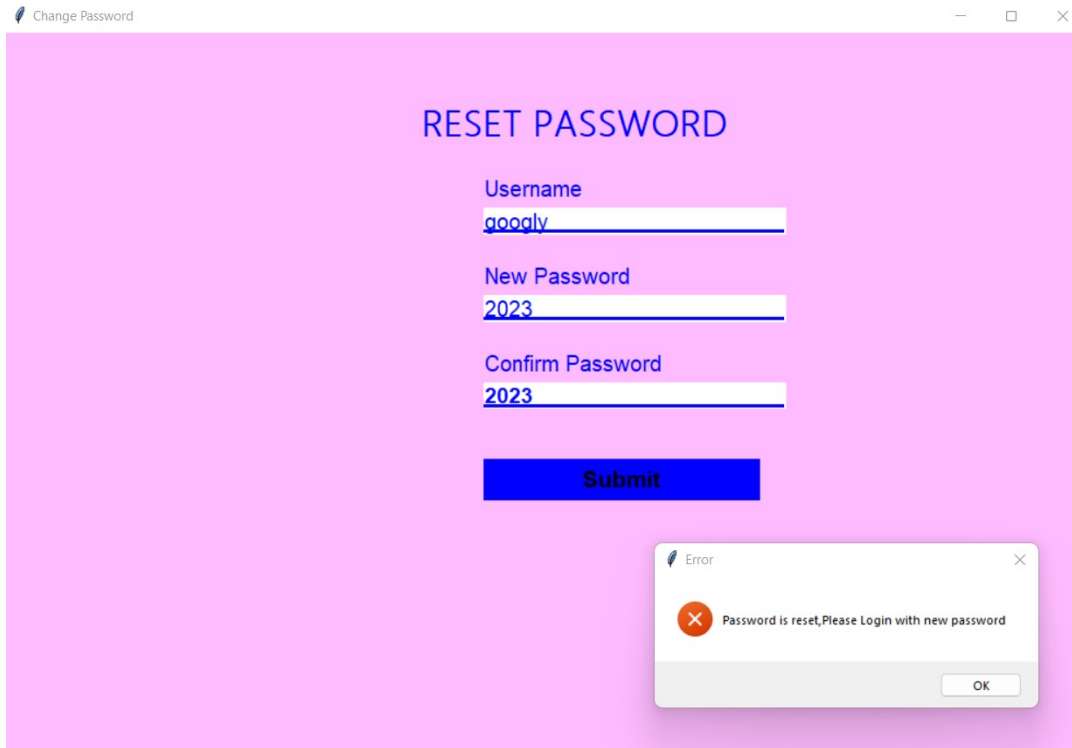 Change Password
RESET PASSWORD
Username
googly
New Password
2023
Confirm Password
2023
Submit
Error
Password is reset,Please Login with new password
OK